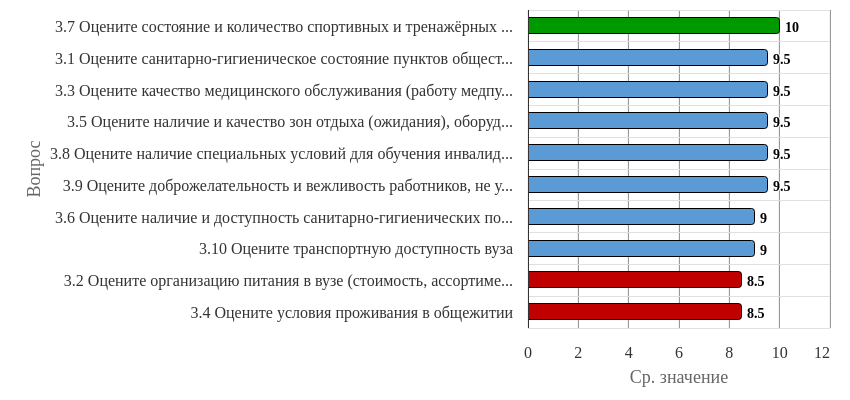 3.7 Оцените состояние и количество спортивных и тренажёрных ... 10
3.1 Оцените санитарно-гигиеническое состояние пунктов общест... 9.5
3.3 Оцените качество медицинского обслуживания (работу медпу... 9.5
3.5 Оцените наличие и качество зон отдыха (ожидания), оборуд... 9.5
3.8 Оцените наличие специальных условий для обучения инвалид... 9.5
3.9 Оцените доброжелательность и вежливость работников, не у... 9.5
3.6 Оцените наличие и доступность санитарно-гигиенических по... 9
3.10 Оцените транспортную доступность вуза 9
3.2 Оцените организацию питания в вузе (стоимость, ассортиме... 8.5
3.4 Оцените условия проживания в общежитии 8.5
Вопрос
0 2 4 6 8 10 12
Ср. значение